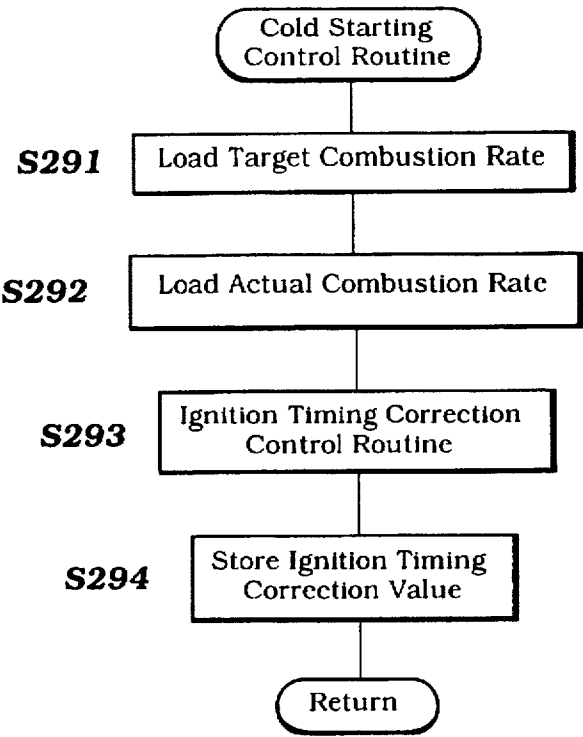 Cold Starting
Control Routine
S291
Load Target Combustion Rate
S292
Load Actual Combustion Rate
S293
Ignition Timing Correction
Control Routine
S294
Store Ignition Timing
Correction Value
Return